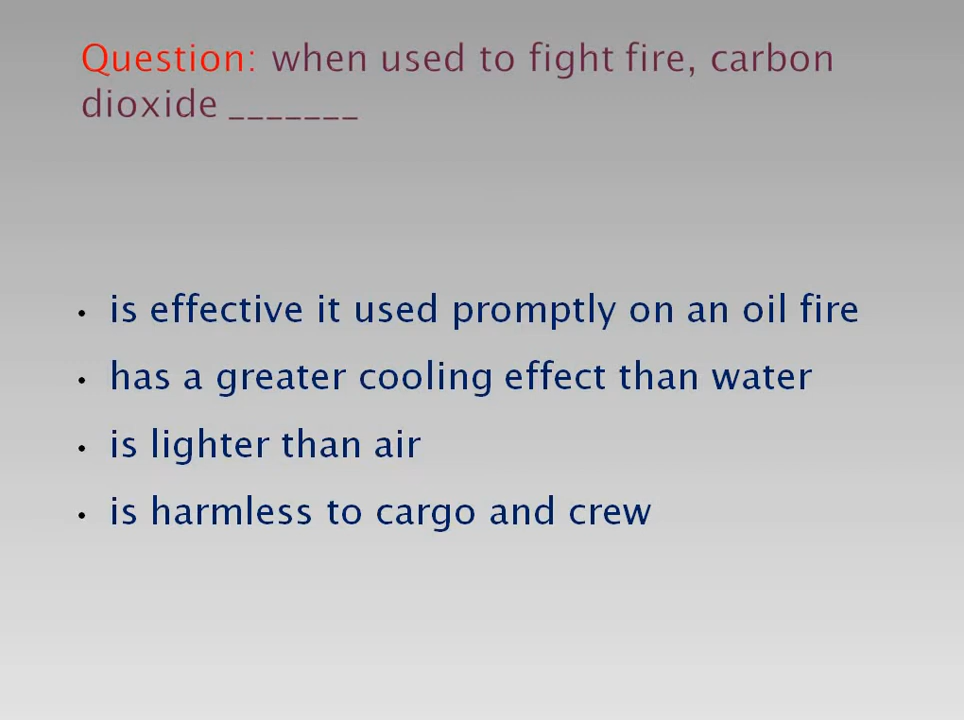 Question: when used to fight fire, carbon
dioxide _______
• is effective it used promptly on an oil fire
• has a greater cooling effect than water
• is lighter than air
• is harmless to cargo and crew